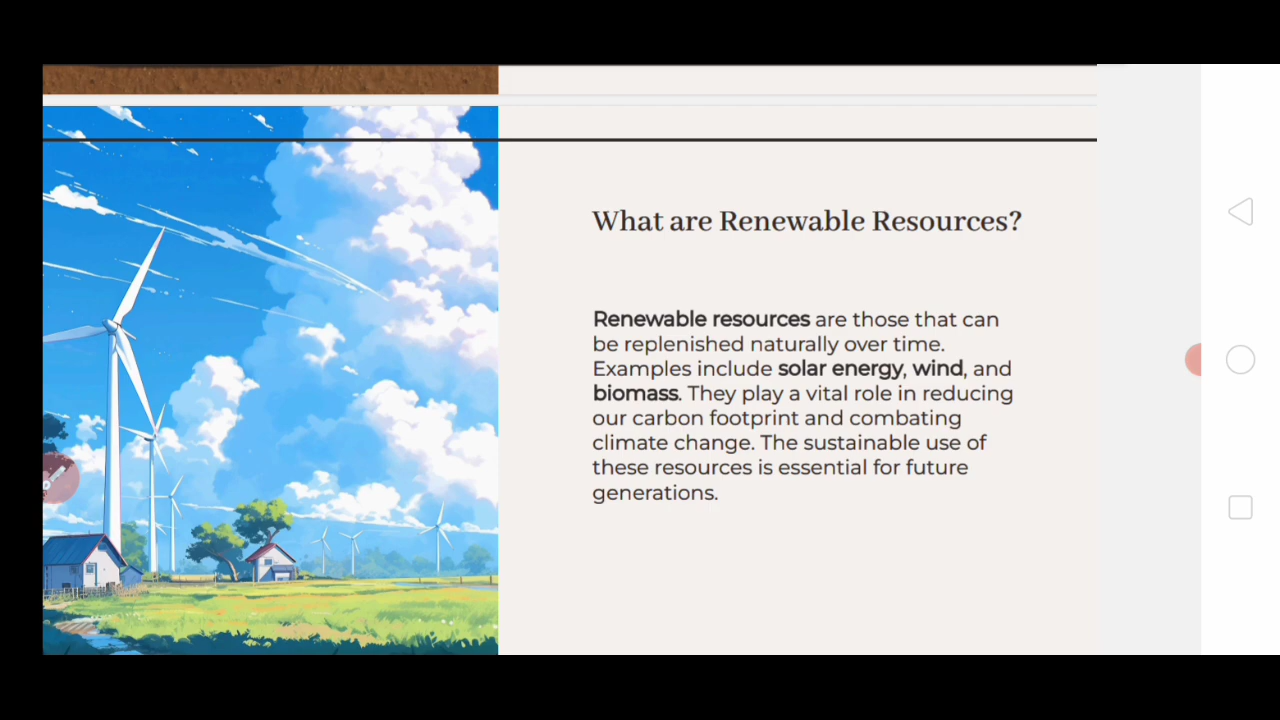 What are Renewable Resources?
Renewable resources are those that can
be replenished naturally over time.
Examples include solar energy, wind, and
biomass. They play a vital role in reducing
our carbon footprint and combating
climate change. The sustainable use of
these resources is essential for future
generations.